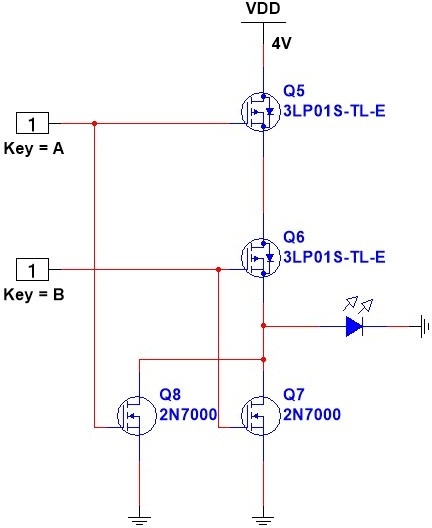 VDD
4V
Q5
3LP01S-TL-E
1
Key = A
Q6
3LP01S-TL-E
1
Key = B
Q8
2N7000
Q7
2N7000